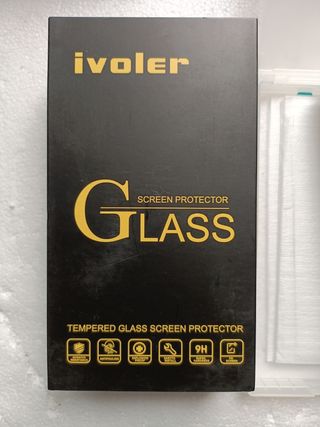 ivoler
SCREEN PROTECTOR
GLASS
TEMPERED GLASS SCREEN PROTECTOR
9H